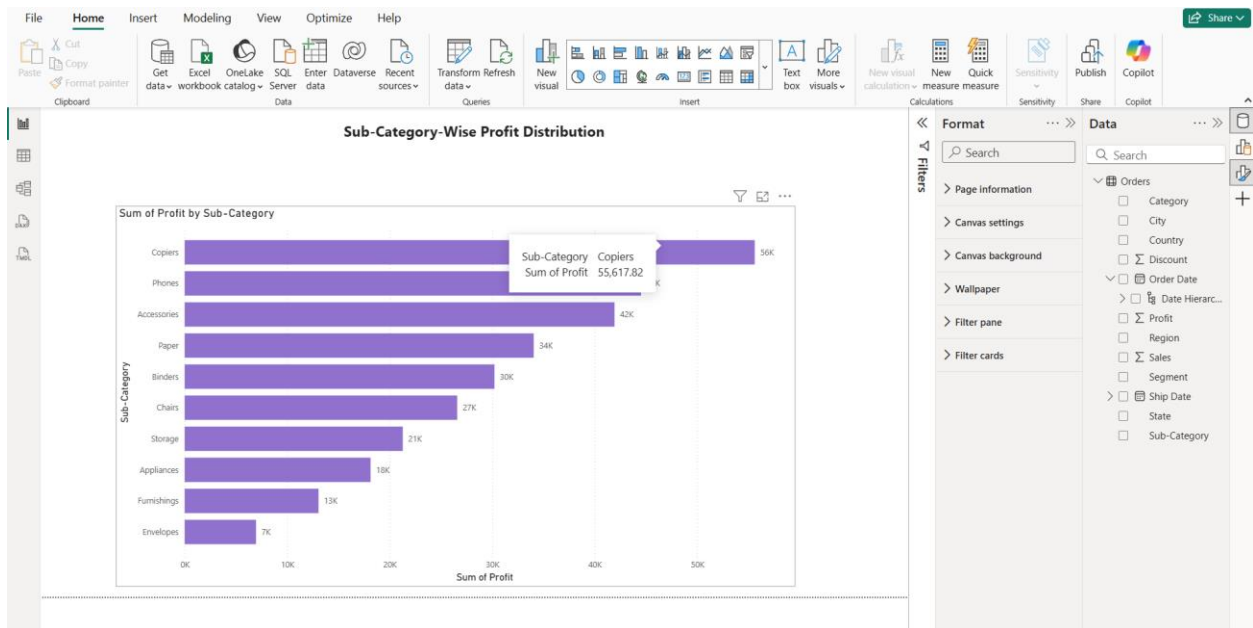 File Home Insert Modeling View Optimize Help
Share
Paste
Cut
Copy
Format painter
Clipboard
Get data
Excel workbook
OneLake catalog
SQL Server
Enter data
Dataverse
Recent sources
Data
Transform data
Refresh
Queries
New visual
A
Text box
More visuals
Insert
New visual calculation
New measure
Quick measure
Calculations
Sensitivity
Sensitivity
Publish
Share
Copilot
Copilot
Sub-Category-Wise Profit Distribution
Sum of Profit by Sub-Category
Sub-Category
Copiers 56K
Phones
Accessories 42K
Paper 34K
Binders 30K
Chairs 27K
Storage 21K
Appliances 18K
Furnishings 13K
Envelopes 7K
0K 10K 20K 30K 40K 50K
Sum of Profit
Sub-Category Copiers
Sum of Profit 55,617.82
Filters
Format
Search
Page information
Canvas settings
Canvas background
Wallpaper
Filter pane
Filter cards
Data
Search
Orders
Category
City
Country
Σ Discount
Order Date
Date Hierarc...
Σ Profit
Region
Σ Sales
Segment
Ship Date
State
Sub-Category